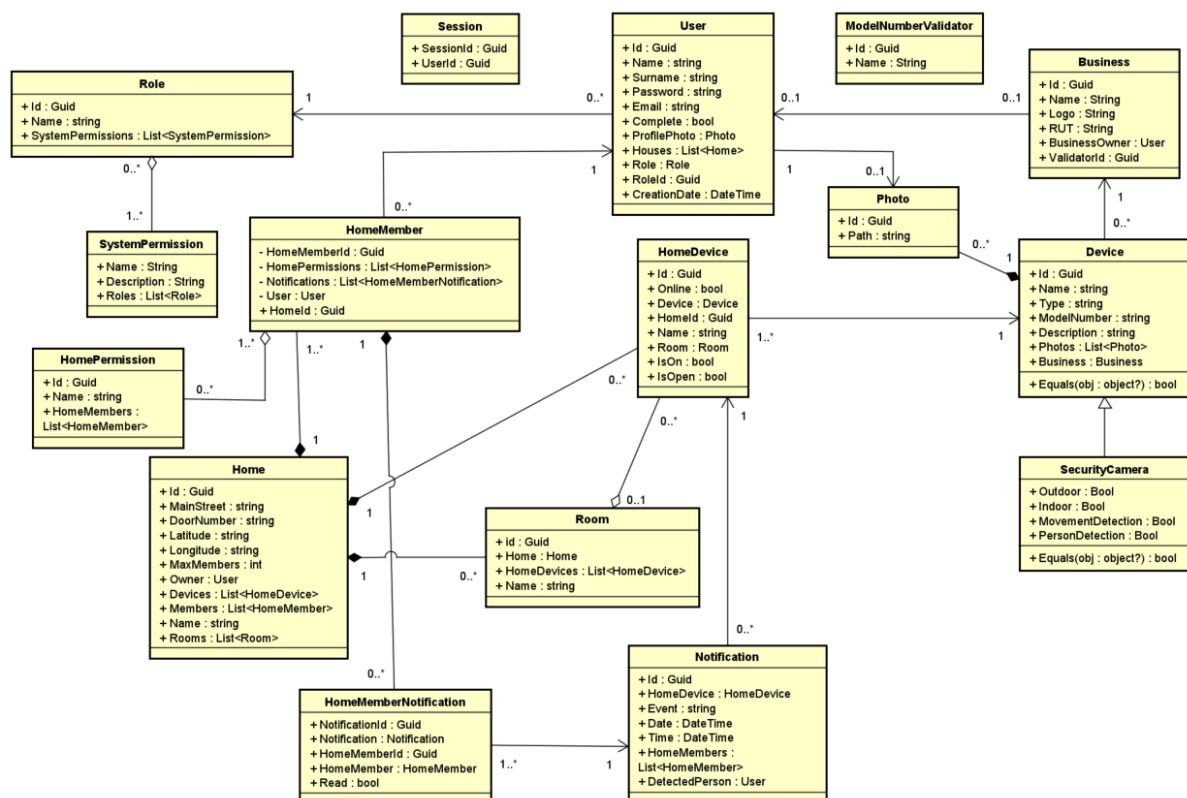 Session
+ SessionId : Guid
+ UserId : Guid
User
+ Id : Guid
+ Name : string
+ Surname : string
+ Password : string
+ Email : string
+ Complete : bool
+ ProfilePhoto : Photo
+ Houses : List<Home>
+ Role : Role
+ RoleId : Guid
+ CreationDate : DateTime
ModelNumberValidator
+ Id : Guid
+ Name : String
Business
+ Id : Guid
+ Name : String
+ Logo : String
+ RUT : String
+ BusinessOwner : User
+ ValidatorId : Guid
Role
+ Id : Guid
+ Name : string
+ SystemPermissions : List<SystemPermission>
1
0..*
0..1
0..1
0..*
1..*
0..*
1
1
0..1
1
0..*
SystemPermission
+ Name : String
+ Description : String
+ Roles : List<Role>
HomeMember
- HomeMemberId : Guid
- HomePermissions : List<HomePermission>
- Notifications : List<HomeMemberNotification>
- User : User
+ HomeId : Guid
Photo
+ Id : Guid
+ Path : string
0..*
1
HomeDevice
+ Id : Guid
+ Online : bool
+ Device : Device
+ HomeId : Guid
+ Name : string
+ Room : Room
+ IsOn : bool
+ IsOpen : bool
Device
+ Id : Guid
+ Name : string
+ Type : string
+ ModelNumber : string
+ Description : string
+ Photos : List<Photo>
+ Business : Business
+ Equals(obj : object?) : bool
1..*
1
HomePermission
+ Id : Guid
+ Name : string
+ HomeMembers :
List<HomeMember>
1..*
0..*
1..*
1
1
0..*
0..*
1
Home
+ Id : Guid
+ MainStreet : string
+ DoorNumber : string
+ Latitude : string
+ Longitude : string
+ MaxMembers : int
+ Owner : User
+ Devices : List<HomeDevice>
+ Members : List<HomeMember>
+ Name : string
+ Rooms : List<Room>
1
1
0..*
0..1
Room
+ id : Guid
+ Home : Home
+ HomeDevices : List<HomeDevice>
+ Name : string
SecurityCamera
+ Outdoor : Bool
+ Indoor : Bool
+ MovementDetection : Bool
+ PersonDetection : Bool
+ Equals(obj : object?) : bool
0..*
0..*
HomeMemberNotification
+ NotificationId : Guid
+ Notification : Notification
+ HomeMemberId : Guid
+ HomeMember : HomeMember
+ Read : bool
1..*
1
Notification
+ Id : Guid
+ HomeDevice : HomeDevice
+ Event : string
+ Date : DateTime
+ Time : DateTime
+ HomeMembers :
List<HomeMember>
+ DetectedPerson : User